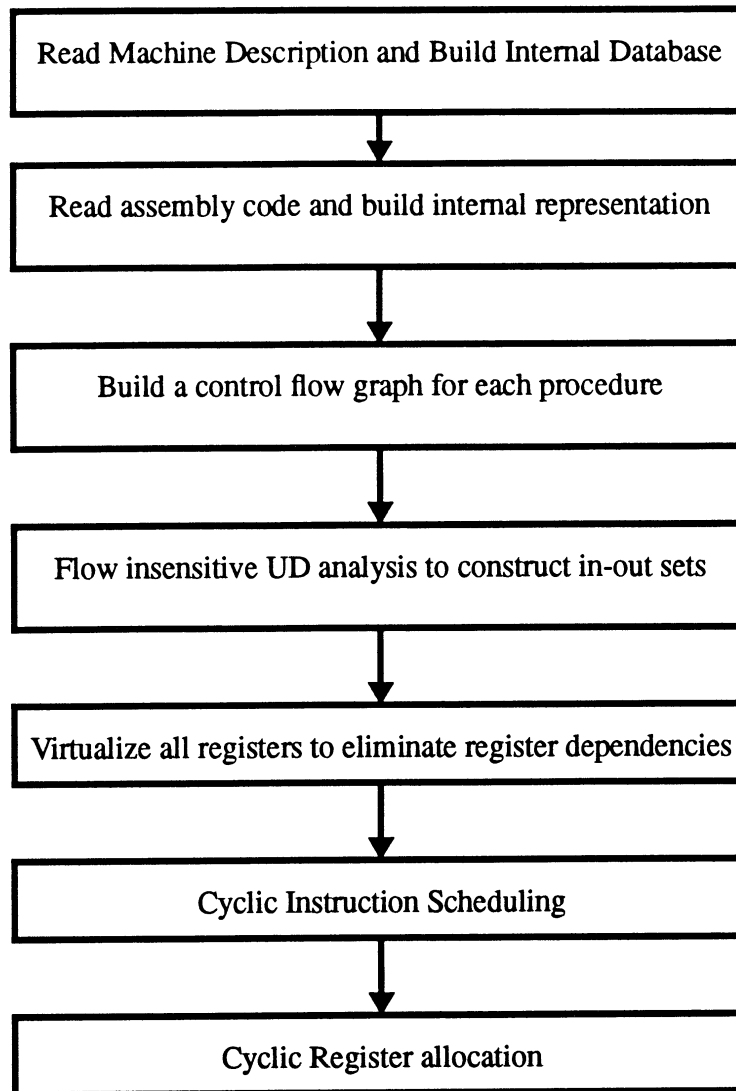 Read Machine Description and Build Internal Database
Read assembly code and build internal representation
Build a control flow graph for each procedure
Flow insensitive UD analysis to construct in-out sets
Virtualize all registers to eliminate register dependencies
Cyclic Instruction Scheduling
Cyclic Register allocation